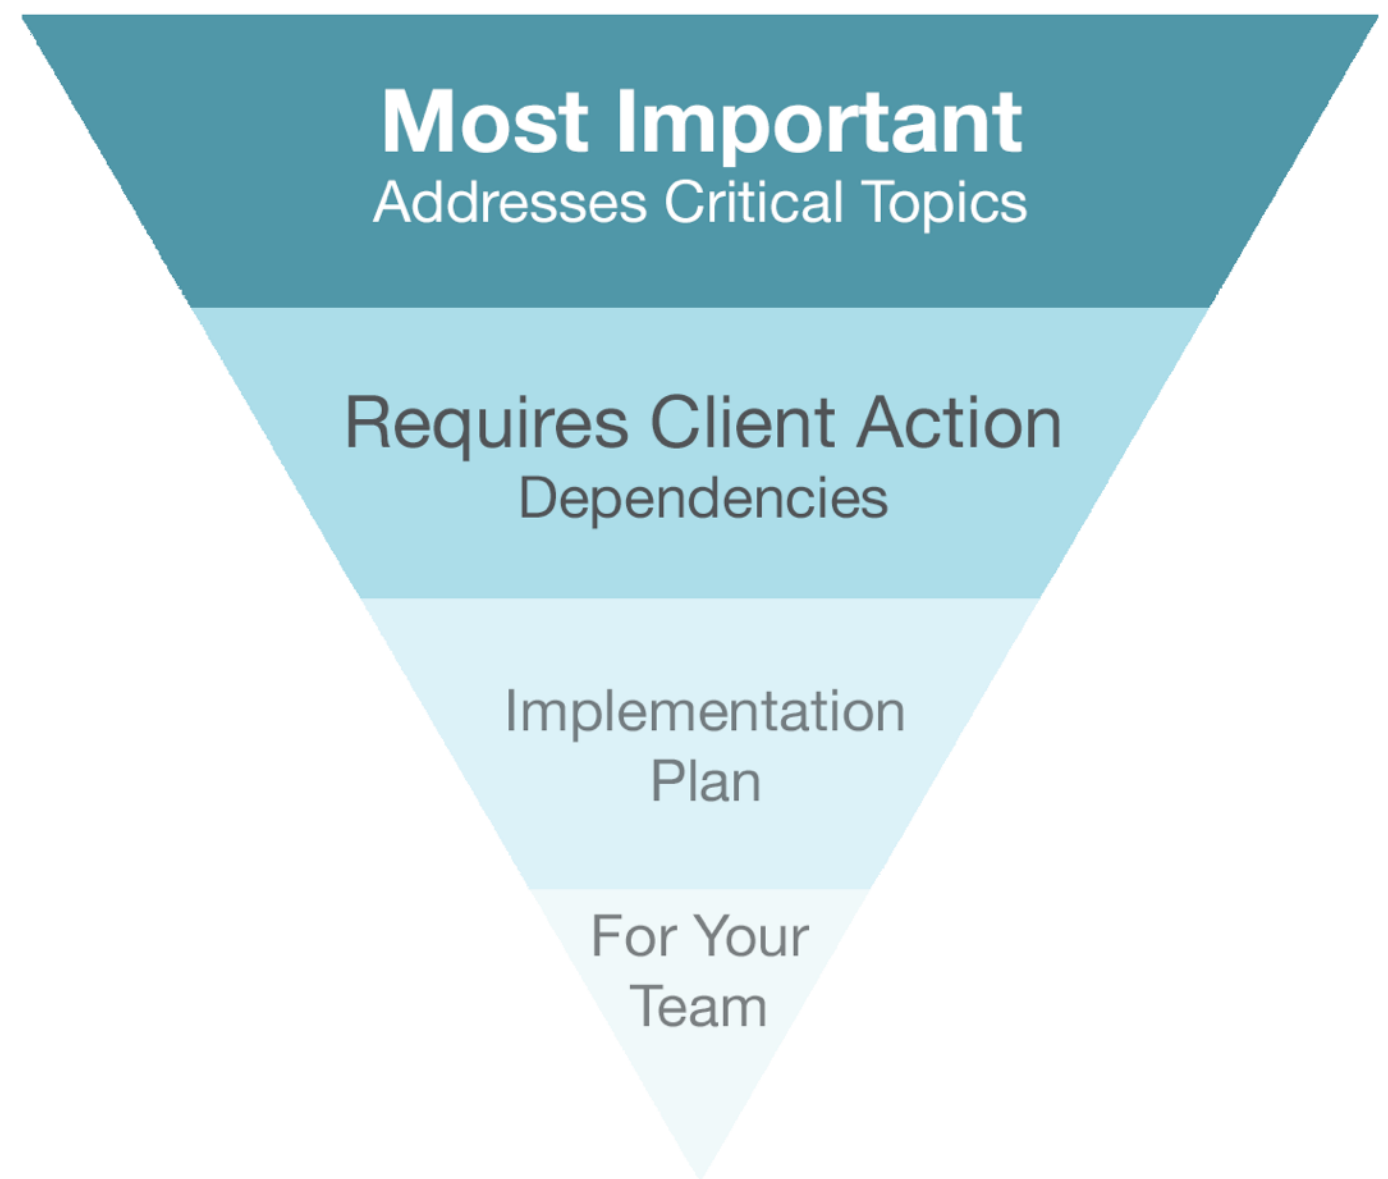 Most Important
Addresses Critical Topics
Requires Client Action
Dependencies
Implementation
Plan
For Your
Team